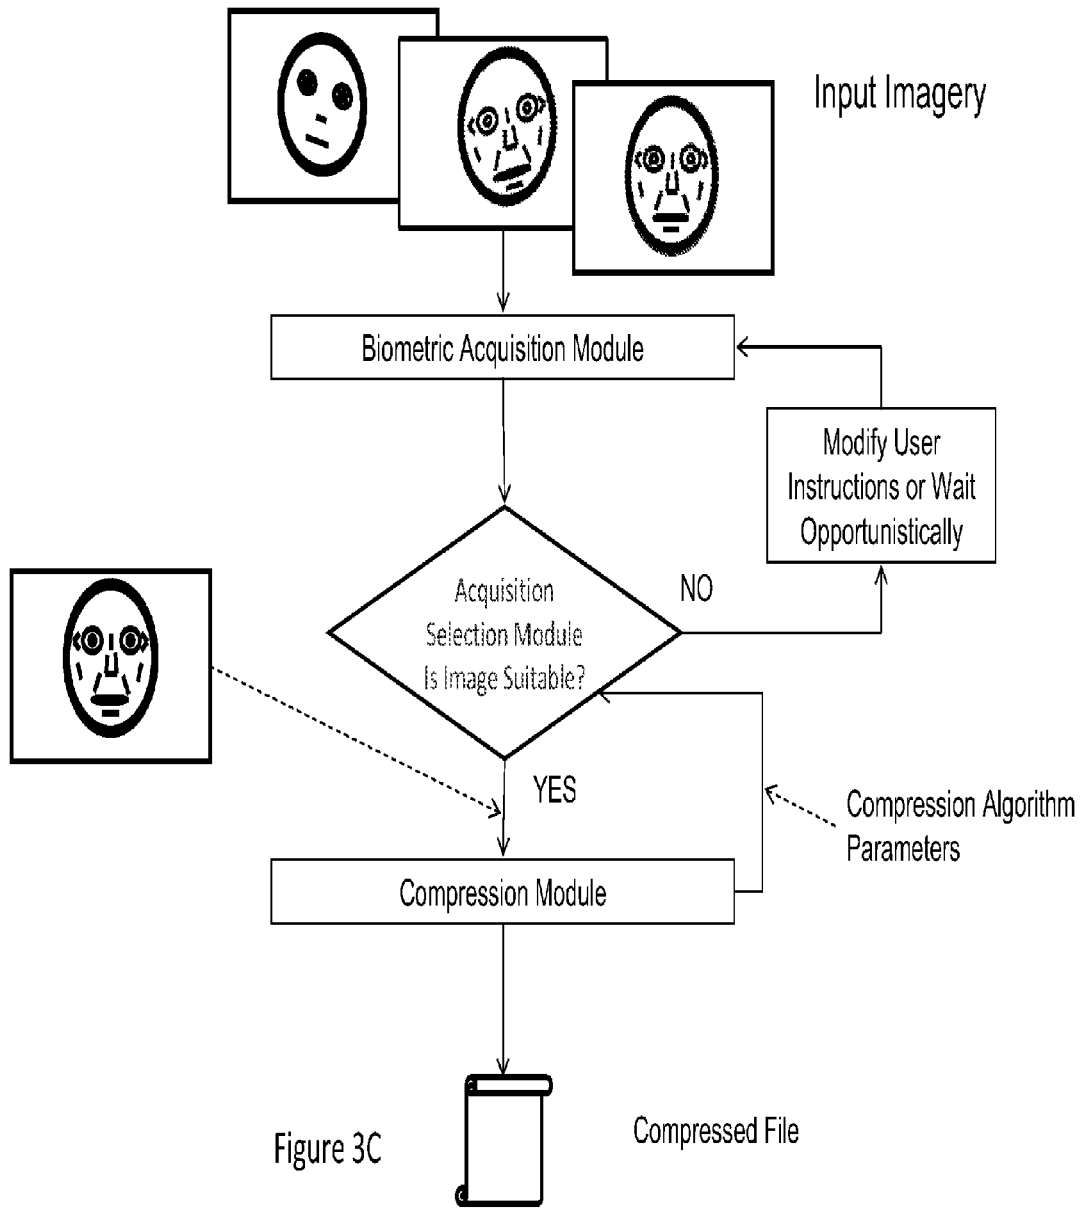 Input Imagery
Biometric Acquisition Module
Modify User
Instructions or Wait
Opportunistically
Acquisition
Selection Module
Is Image Suitable?
NO
YES
Compression Algorithm
Parameters
Compression Module
Compressed File
Figure 3C